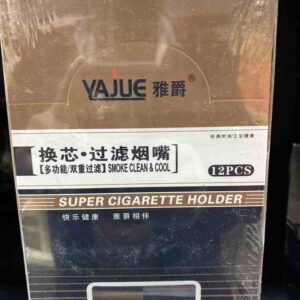 YAJUE 雅爵®
经典时尚/卫生/健康
换芯·过滤烟嘴
【多功能/双重过滤】SMOKE CLEAN & COOL
12PCS
SUPER CIGARETTE HOLDER
快乐健康 雅爵相伴